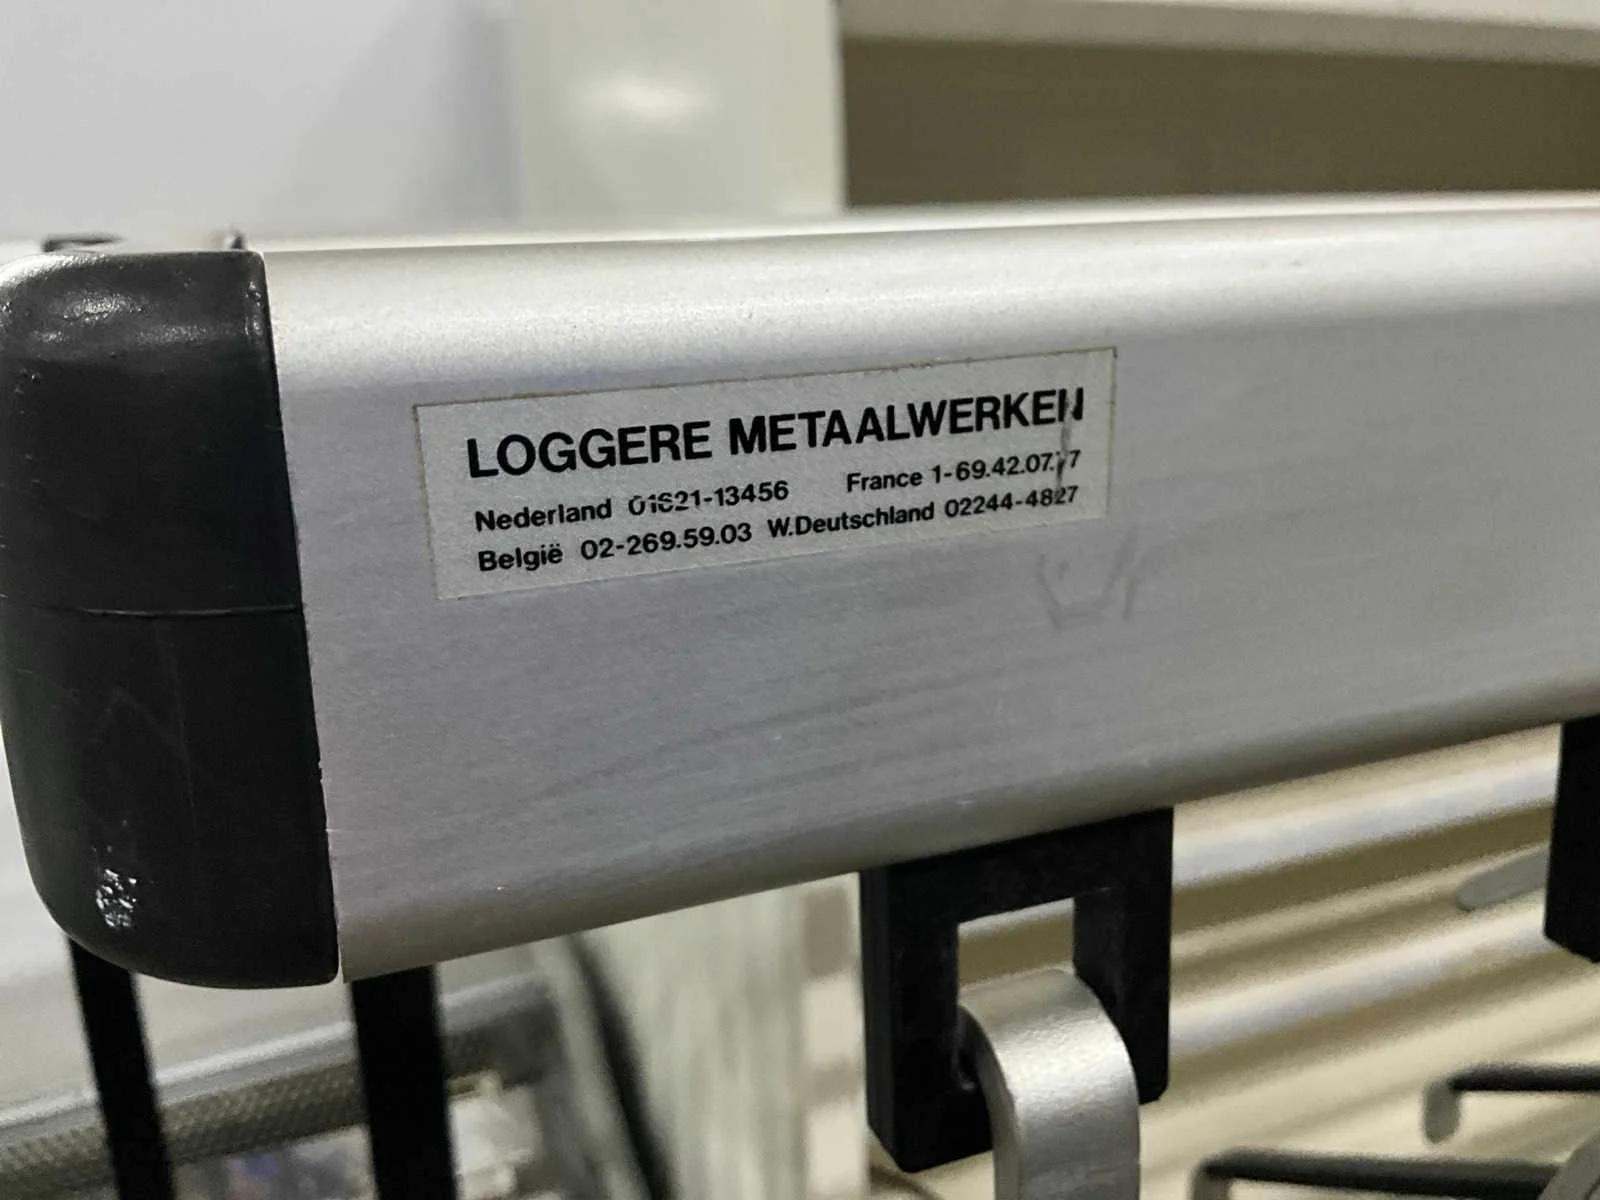 LOGGERE METAALWERKEN
Nederland 01621-13456 France 1-69.42.07.77
België 02-269.59.03 W.Deutschland 02244-4827